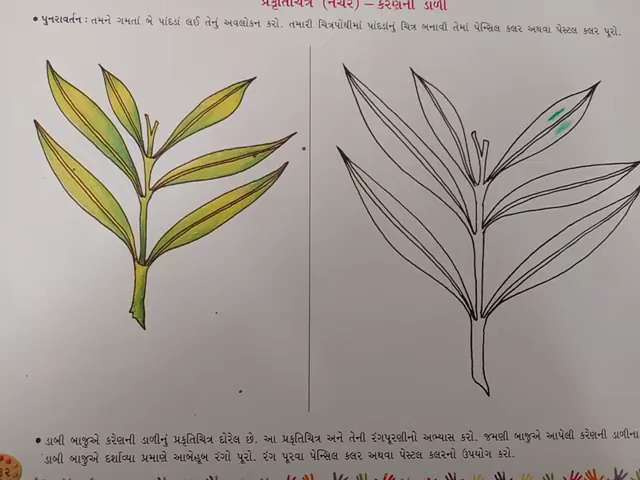 પ્રકૃતિચિત્ર (નેચર) – કરેણની ડાળી
• પુનરાવર્તન : તમને ગમતાં બે પાંદડાં લઈ તેનું અવલોકન કરો. તમારી ચિત્રપોથીમાં પાંદડાંનું ચિત્ર બનાવી તેમાં પેન્સિલ કલર અથવા પેસ્ટલ કલર પૂરો.
• ડાબી બાજુએ કરેણની ડાળીનું પ્રકૃતિચિત્ર દોરેલ છે. આ પ્રકૃતિચિત્ર અને તેની રંગપૂરણીનો અભ્યાસ કરો. જમણી બાજુએ આપેલી કરેણની ડાળીના
ડાબી બાજુએ દર્શાવ્યા પ્રમાણે આબેહૂબ રંગો પૂરો. રંગ પૂરવા પેન્સિલ કલર અથવા પેસ્ટલ કલરનો ઉપયોગ કરો.